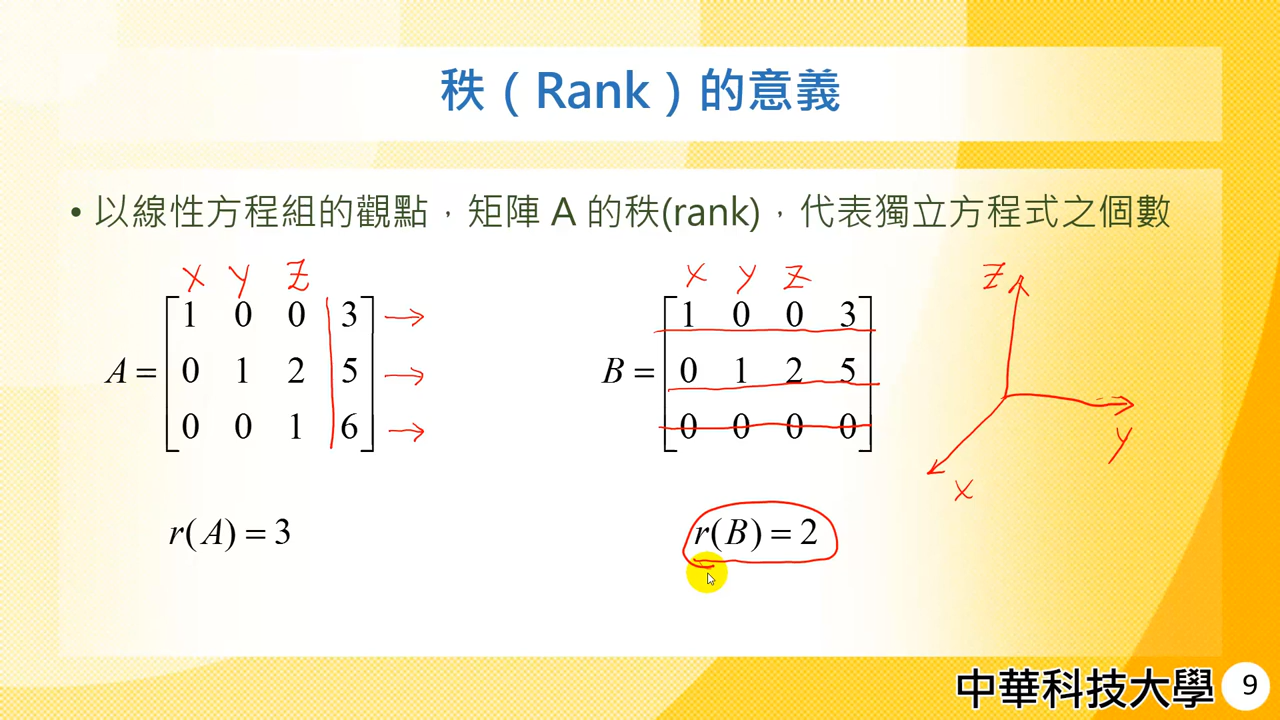 秩（Rank）的意義
• 以線性方程組的觀點，矩陣 A 的秩(rank)，代表獨立方程式之個數
X Y Z
A = [ 1 0 0 | 3 ] →
[ 0 1 2 | 5 ] →
[ 0 0 1 | 6 ] →
r(A) = 3
X Y Z
B = [ 1 0 0 3 ]
[ 0 1 2 5 ]
[ 0 0 0 0 ]
r(B) = 2
Z
Y
X
中華科技大學 9